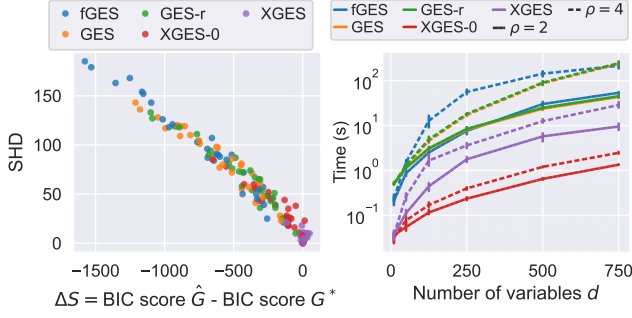 fGES GES-r XGES
GES XGES-0
SHD
150
100
50
0
−1500 −1000 −500 0
ΔS = BIC score Ĝ - BIC score G*
fGES GES-r XGES ρ = 4
GES XGES-0 ρ = 2
Time (s)
10²
10¹
10⁰
10⁻¹
0 250 500 750
Number of variables d